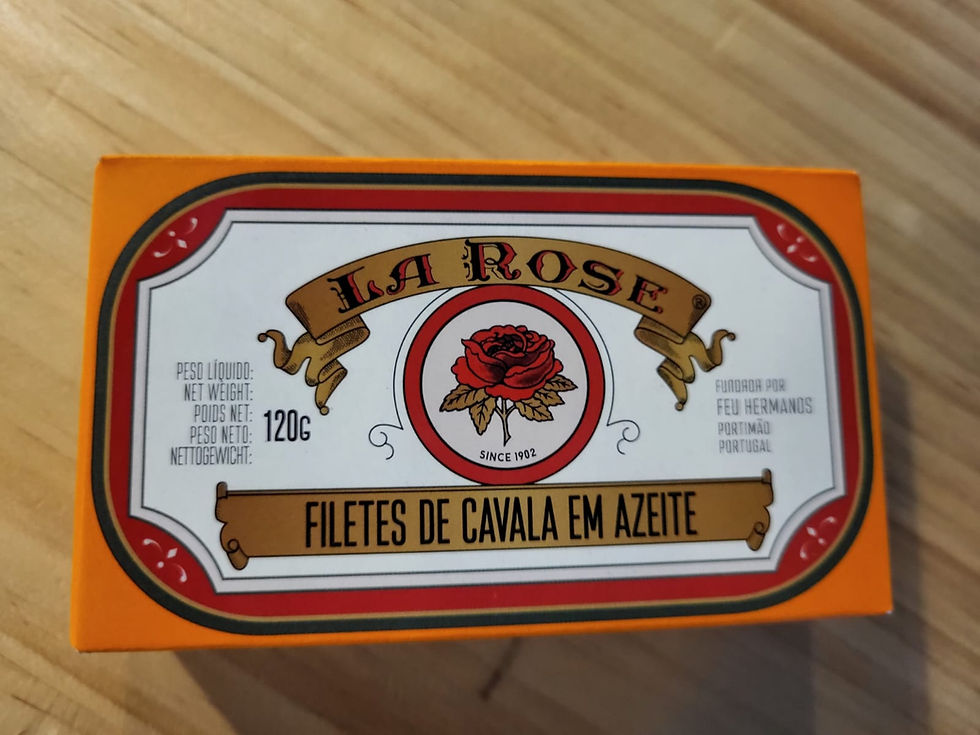 LA ROSE®
PESO LÍQUIDO:
NET WEIGHT:
POIDS NET:
PESO NETO:
NETTOGEWICHT:
120G
SINCE 1902
FUNDADA POR
FEU HERMANOS
PORTIMÃO
PORTUGAL
FILETES DE CAVALA EM AZEITE